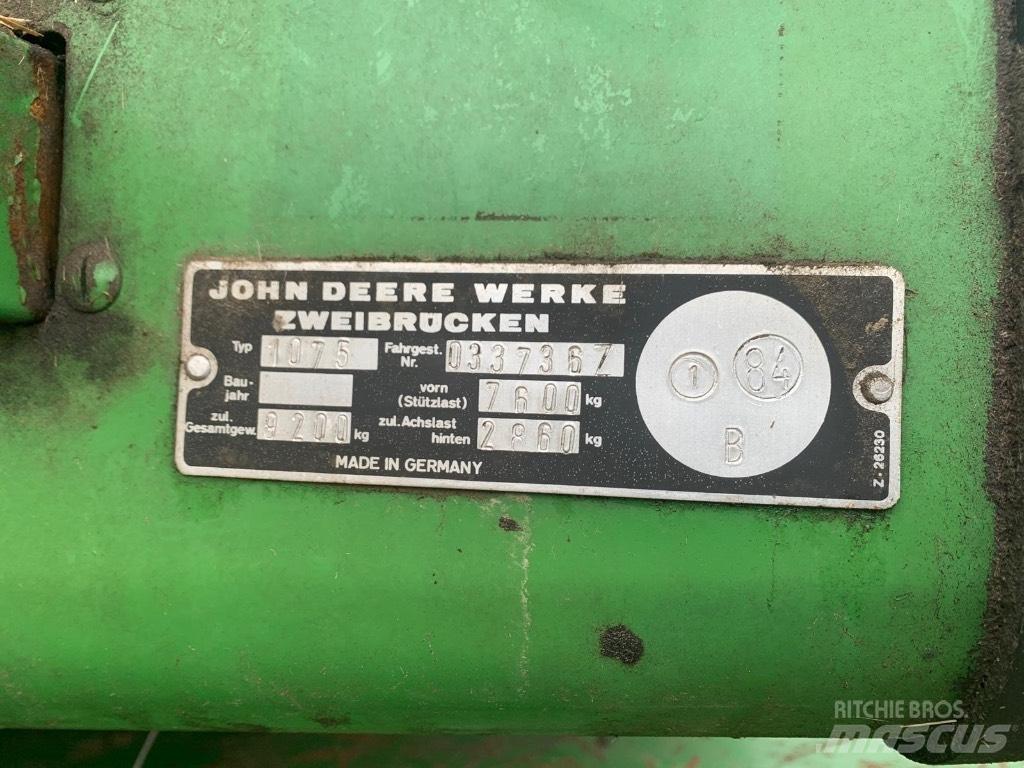 JOHN DEERE WERKE
ZWEIBRÜCKEN
Typ 1075 Fahrgest. Nr. 033736Z
Bau-jahr vorn (Stützlast) 7600 kg
zul. Gesamtgew. 9200 kg zul. Achslast hinten 2860 kg
MADE IN GERMANY
1 84
B
Z-26230
RITCHIE BROS.
mascus